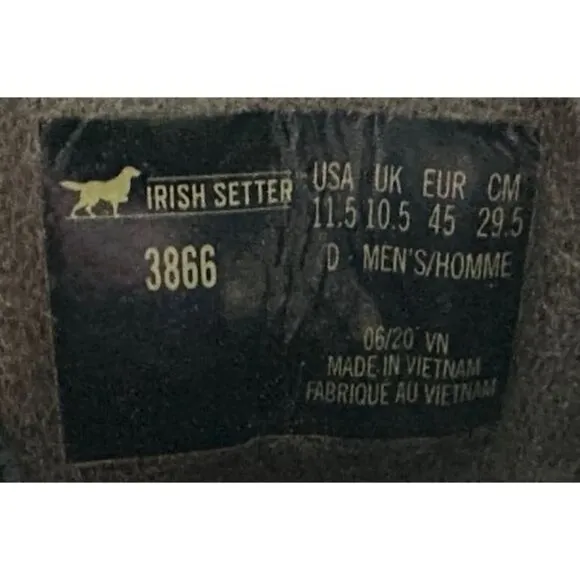 IRISH SETTER
3866
USA UK EUR CM
11.5 10.5 45 29.5
D - MEN'S/HOMME
06/20 VN
MADE IN VIETNAM
FABRIQUÉ AU VIETNAM